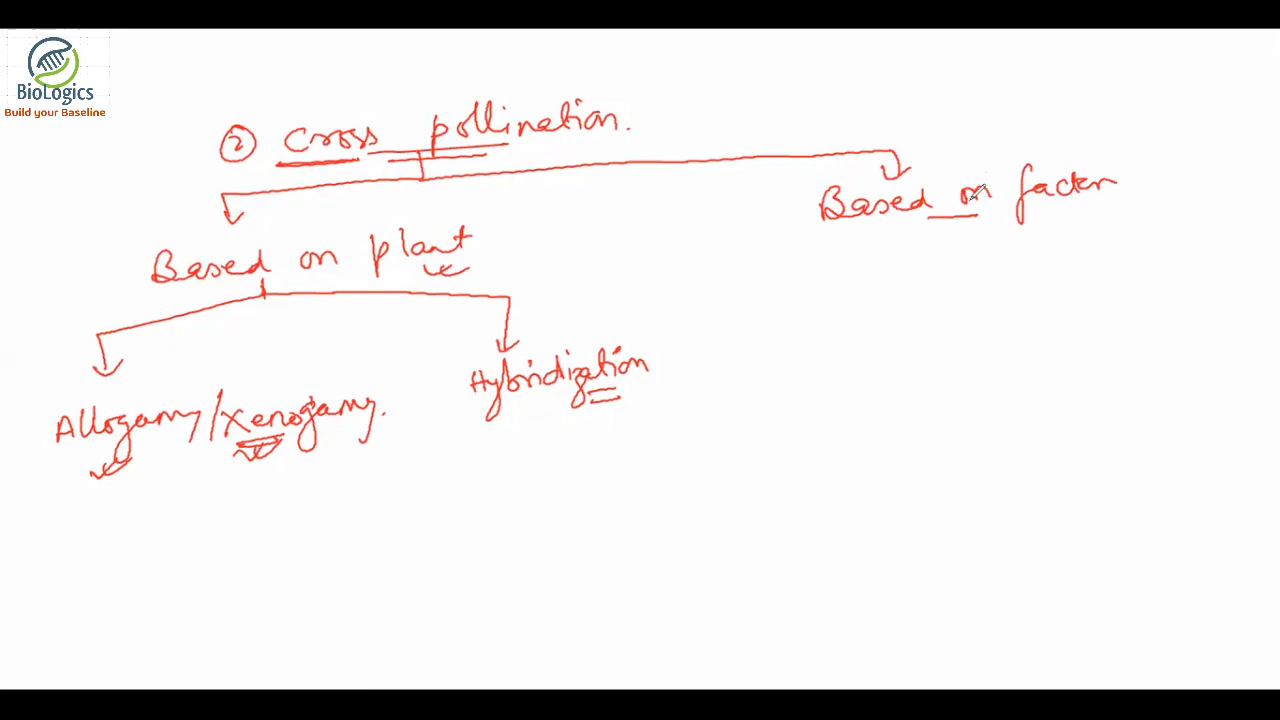 BioLogics
Build your Baseline
② Cross pollination.
Based on factor
Based on plant
Hybridization
Allogamy/Xenogamy.